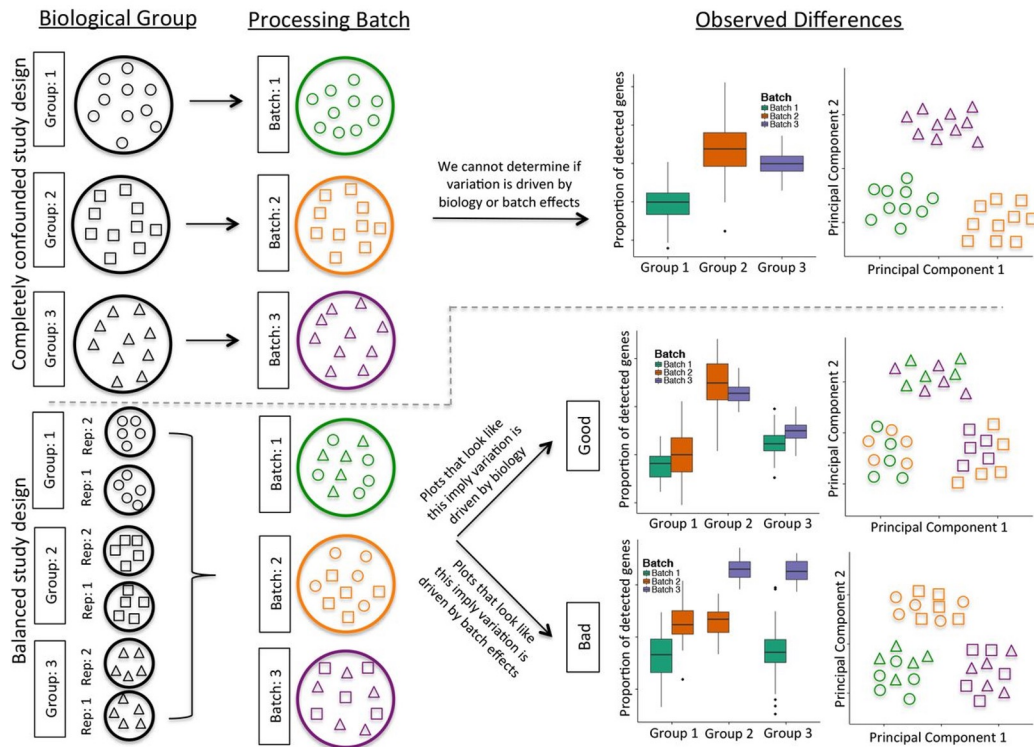 Biological Group
Processing Batch
Observed Differences
Completely confounded study design
Group: 1
Batch: 1
Group: 2
Batch: 2
Group: 3
Batch: 3
We cannot determine if
variation is driven by
biology or batch effects
Proportion of detected genes
Batch
Batch 1
Batch 2
Batch 3
Group 1 Group 2 Group 3
Principal Component 2
Principal Component 1
Balanced study design
Group: 1
Rep: 2
Rep: 1
Group: 2
Rep: 2
Rep: 1
Group: 3
Rep: 2
Rep: 1
Batch: 1
Batch: 2
Batch: 3
Plots that look like
this imply variation is
driven by biology
Good
Proportion of detected genes
Batch
Batch 1
Batch 2
Batch 3
Group 1 Group 2 Group 3
Principal Component 2
Principal Component 1
Plots that look like
this imply variation is
driven by batch effects
Bad
Proportion of detected genes
Batch
Batch 1
Batch 2
Batch 3
Group 1 Group 2 Group 3
Principal Component 2
Principal Component 1